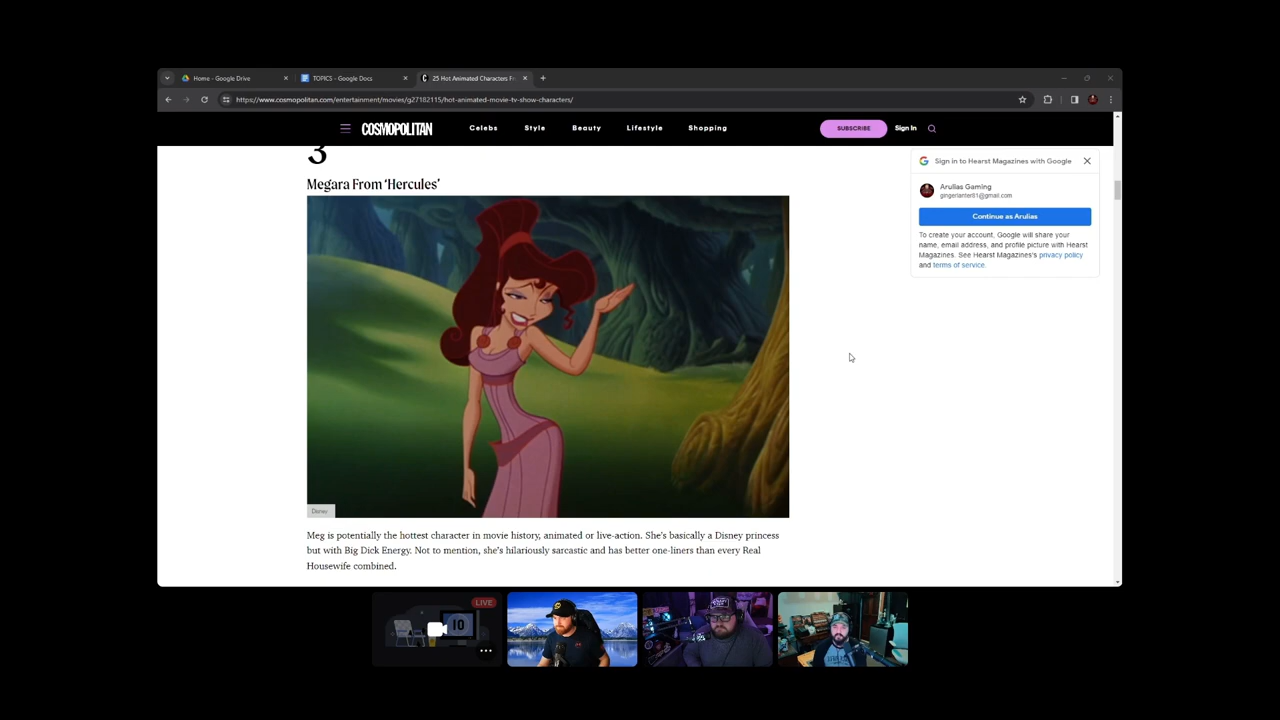 Home - Google Drive
TOPICS - Google Docs
25 Hot Animated Characters Fr
https://www.cosmopolitan.com/entertainment/movies/g27182115/hot-animated-movie-tv-show-characters/
COSMOPOLITAN
Celebs
Style
Beauty
Lifestyle
Shopping
SUBSCRIBE
Sign In
3
Megara From ‘Hercules’
Sign in to Hearst Magazines with Google
Arulias Gaming
gingerlanter81@gmail.com
Continue as Arulias
To create your account, Google will share your
name, email address, and profile picture with Hearst
Magazines. See Hearst Magazines's privacy policy
and terms of service.
Disney
Meg is potentially the hottest character in movie history, animated or live-action. She's basically a Disney princess
but with Big Dick Energy. Not to mention, she's hilariously sarcastic and has better one-liners than every Real
Housewife combined.
LIVE
10